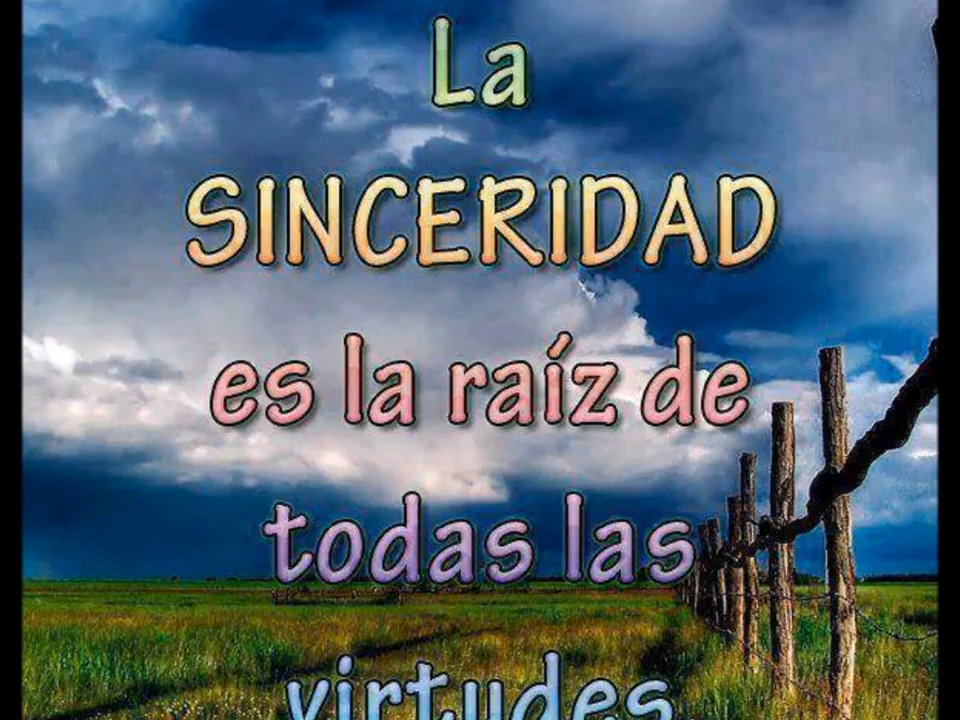 La
SINCERIDAD
es la raíz de
todas las
virtudes.